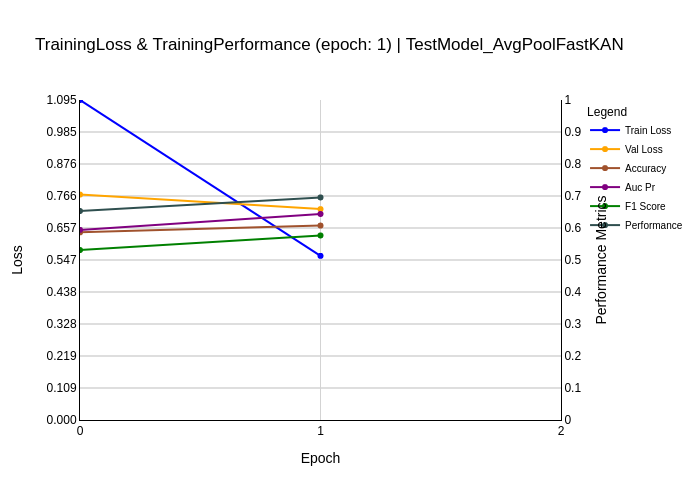 TrainingLoss & TrainingPerformance (epoch: 1) | TestModel_AvgPoolFastKAN
1.095
0.985
0.876
0.766
0.657
0.547
0.438
0.328
0.219
0.109
0.000
Loss
0
1
2
Epoch
1
0.9
0.8
0.7
0.6
0.5
0.4
0.3
0.2
0.1
0
Performance Metrics
Legend
Train Loss
Val Loss
Accuracy
Auc Pr
F1 Score
Performance